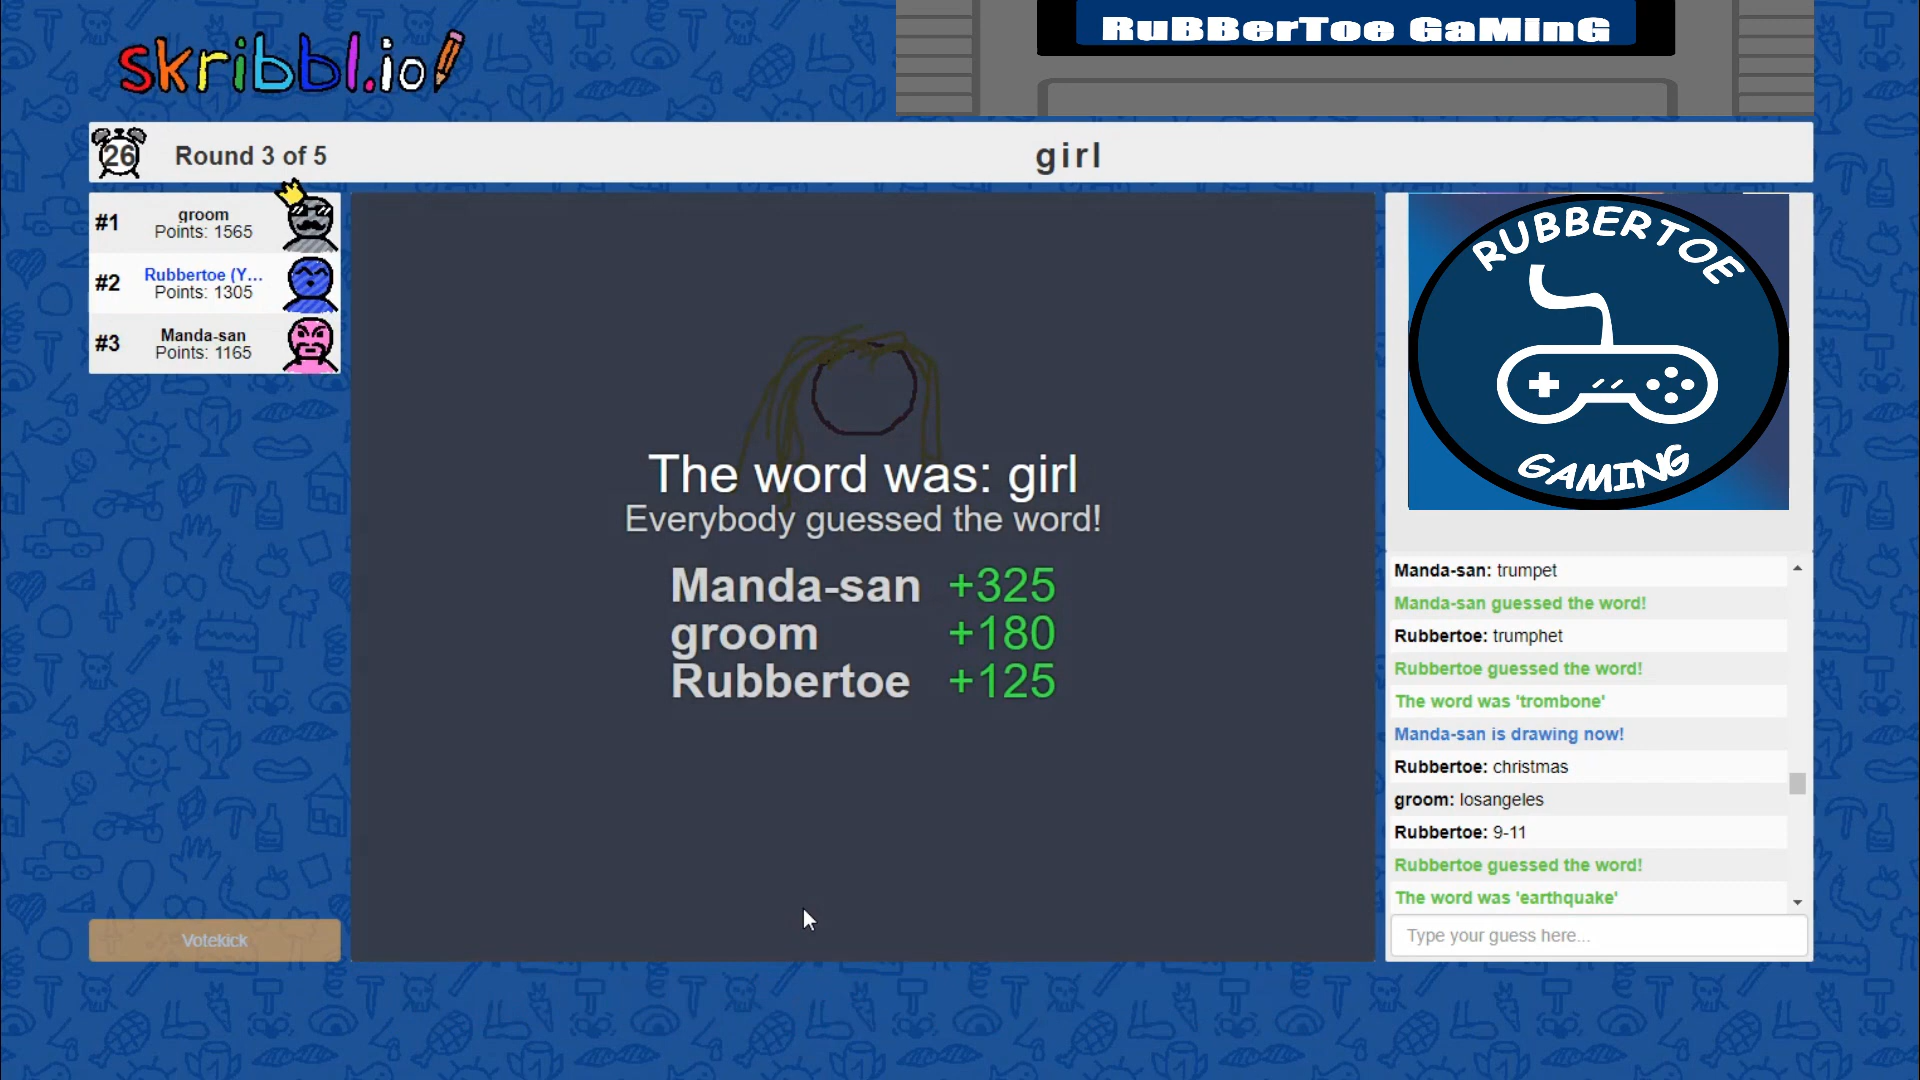 skribbl.io
RuBBerToe GaMinG
26
Round 3 of 5
girl
#1
groom
Points: 1565
#2
Rubbertoe (Y...
Points: 1305
#3
Manda-san
Points: 1165
The word was: girl
Everybody guessed the word!
Manda-san +325
groom +180
Rubbertoe +125
RUBBERTOE
GAMING
Manda-san: trumpet
Manda-san guessed the word!
Rubbertoe: trumphet
Rubbertoe guessed the word!
The word was 'trombone'
Manda-san is drawing now!
Rubbertoe: christmas
groom: losangeles
Rubbertoe: 9-11
Rubbertoe guessed the word!
The word was 'earthquake'
Type your guess here...
Votekick